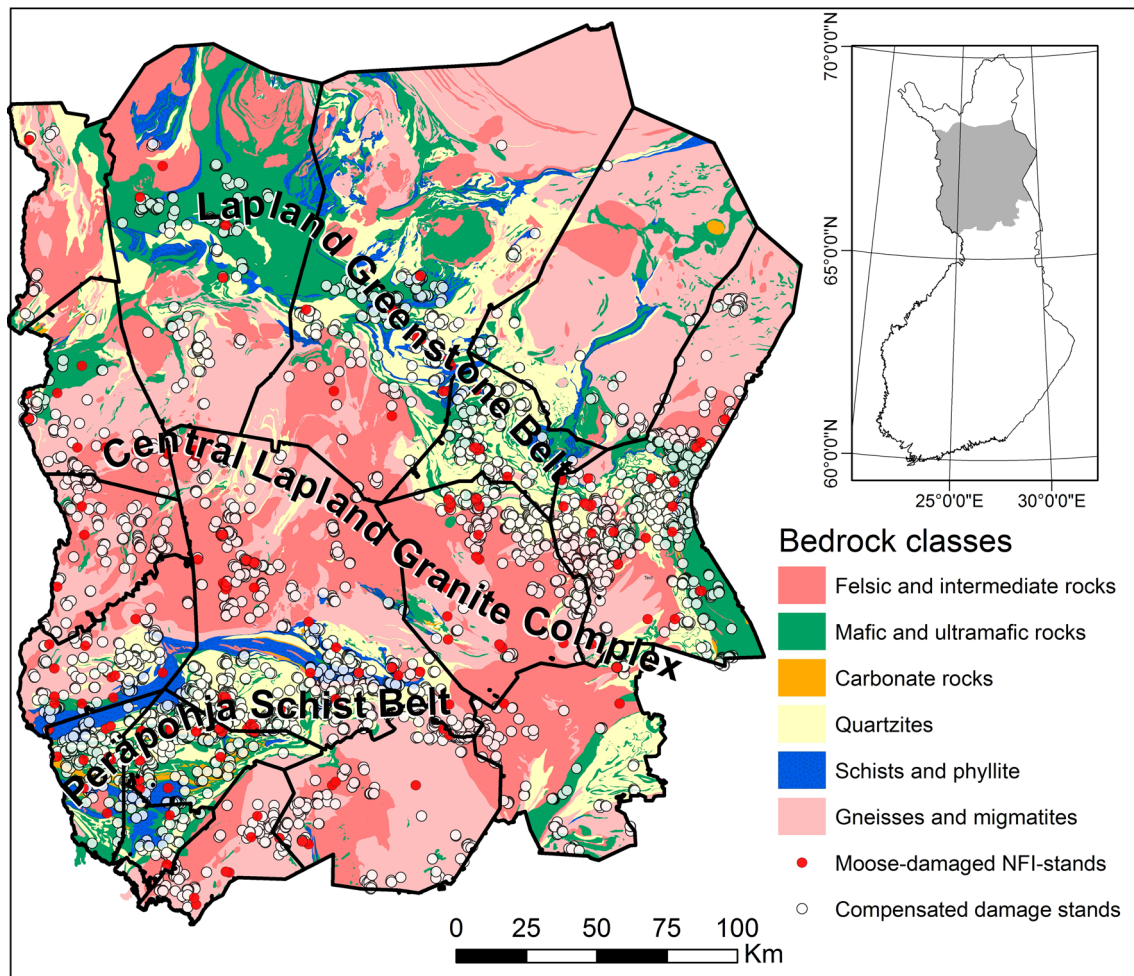 Lapland Greenstone Belt
Central Lapland Granite Complex
Peräpohja Schist Belt
70°0'0"N
65°0'0"N
60°0'0"N
25°0'0"E
30°0'0"E
Bedrock classes
Felsic and intermediate rocks
Mafic and ultramafic rocks
Carbonate rocks
Quartzites
Schists and phyllite
Gneisses and migmatites
Moose-damaged NFI-stands
Compensated damage stands
0 25 50 75 100
Km